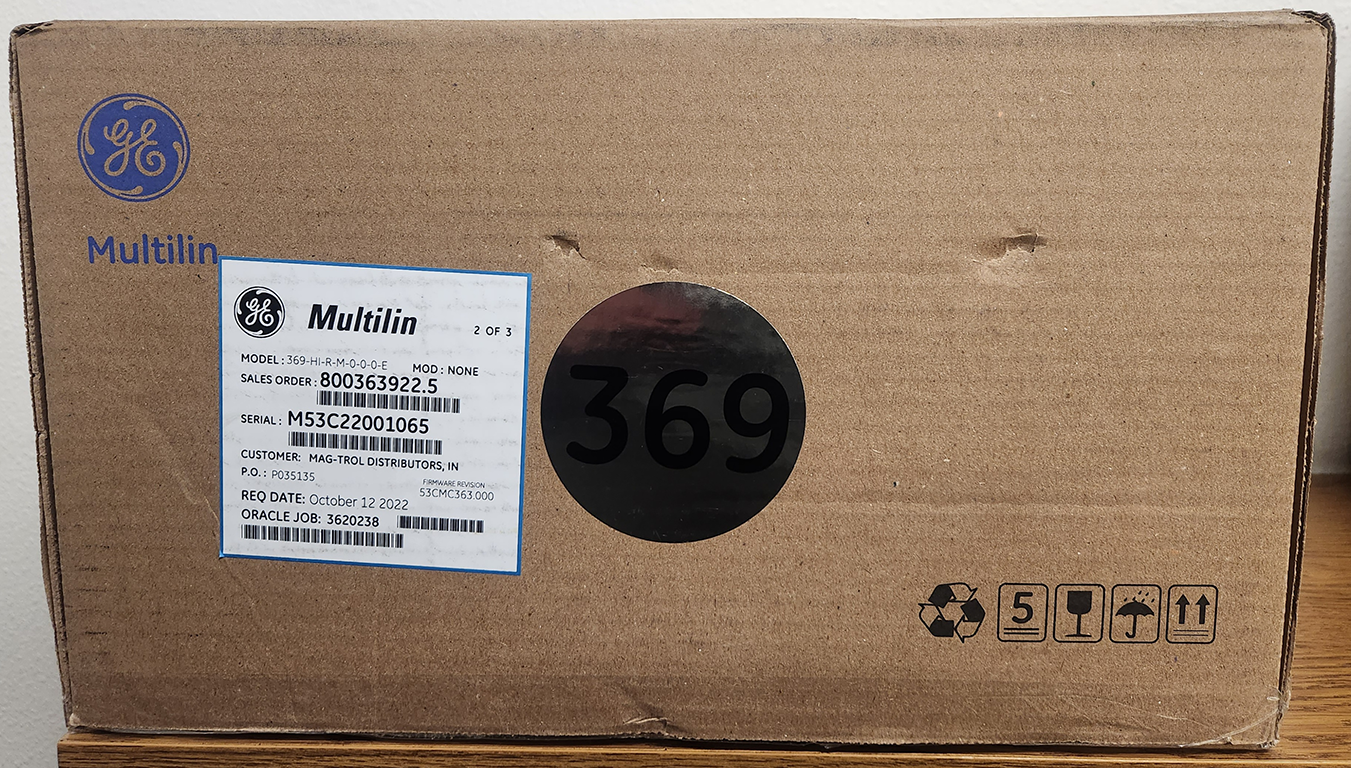 GE
Multilin
GE Multilin 2 OF 3
MODEL : 369-HI-R-M-0-0-0-E MOD : NONE
SALES ORDER : 800363922.5
SERIAL : M53C22001065
CUSTOMER: MAG-TROL DISTRIBUTORS, IN
P.O. : P035135
FIRMWARE REVISION
53CMC363.000
REQ DATE: October 12 2022
ORACLE JOB: 3620238
369
5